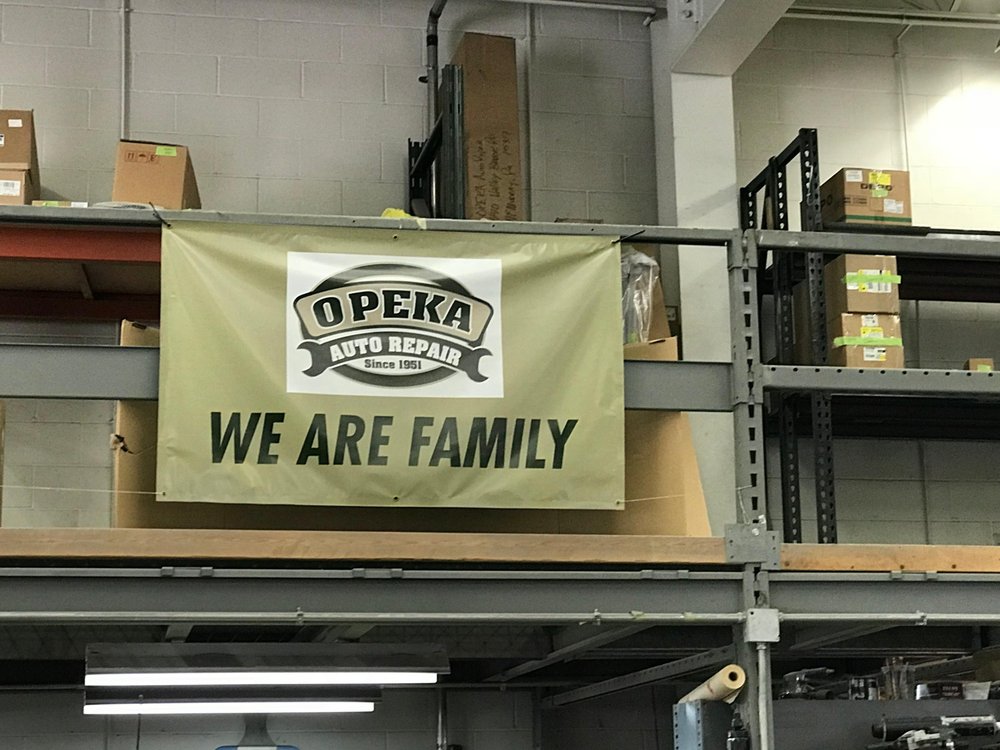 OPEKA
AUTO REPAIR
Since 1951
WE ARE FAMILY